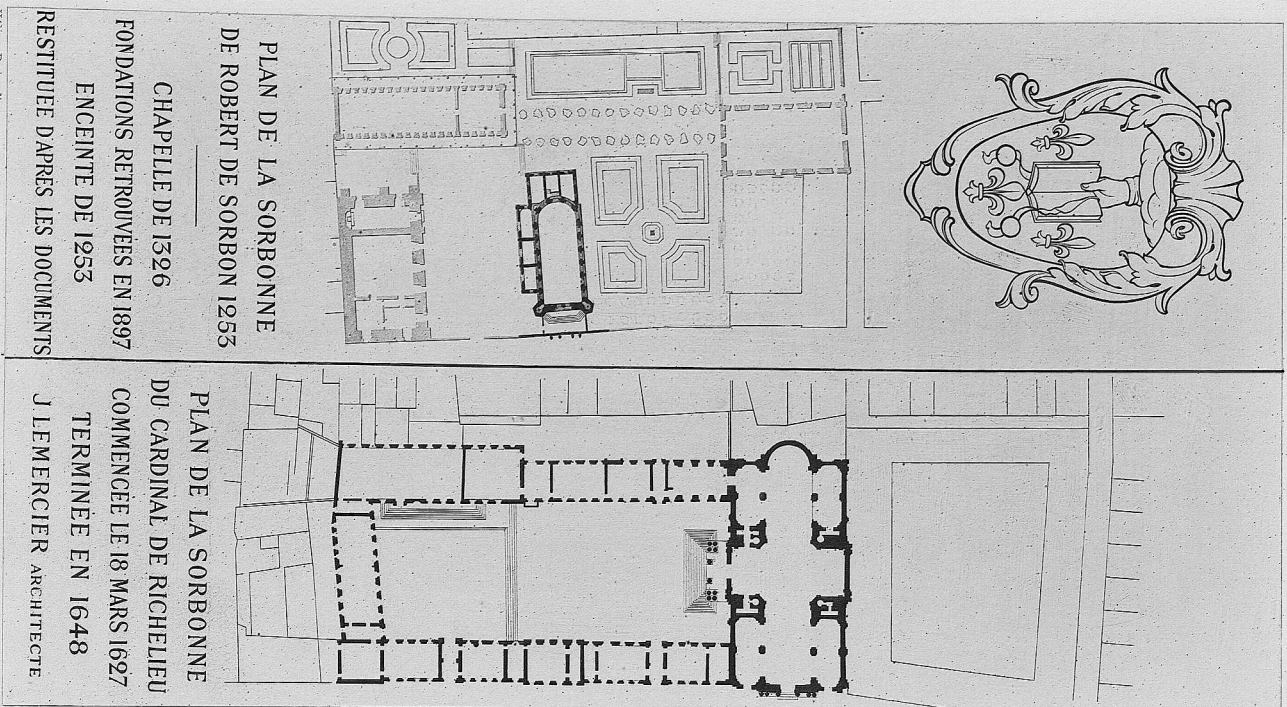 PLAN DE LA SORBONNE
DE ROBERT DE SORBON 1253
CHAPELLE DE 1326
FONDATIONS RETROUVÉES EN 1897
ENCEINTE DE 1253
RESTITUÉE D'APRÈS LES DOCUMENTS
PLAN DE LA SORBONNE
DU CARDINAL DE RICHELIEU
COMMENCÉE LE 18 MARS 1627
TERMINÉE EN 1648
J. LEMERCIER ARCHITECTE